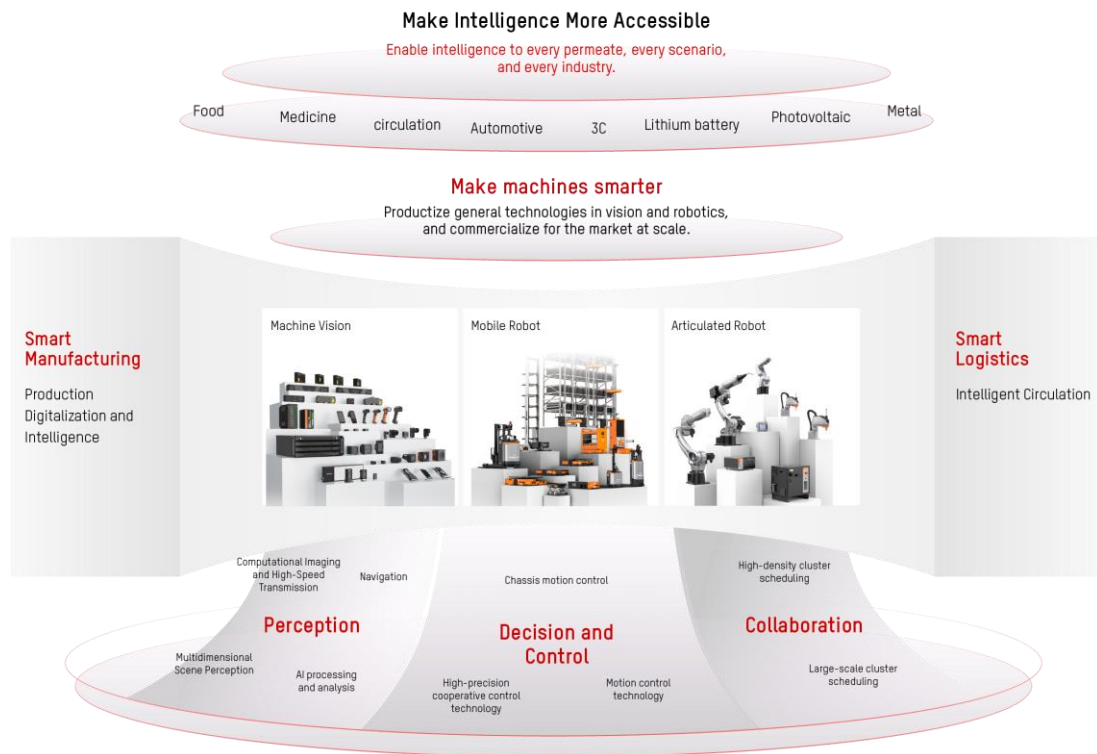 Make Intelligence More Accessible
Enable intelligence to every permeate, every scenario,
and every industry.
Food
Medicine
circulation
Automotive
3C
Lithium battery
Photovoltaic
Metal
Make machines smarter
Productize general technologies in vision and robotics,
and commercialize for the market at scale.
Smart
Manufacturing
Production
Digitalization and
Intelligence
Machine Vision
Mobile Robot
Articulated Robot
Smart
Logistics
Intelligent Circulation
Computational Imaging
and High-Speed
Transmission
Navigation
Perception
Multidimensional
Scene Perception
AI processing
and analysis
Chassis motion control
Decision and
Control
High-precision
cooperative control
technology
Motion control
technology
High-density cluster
scheduling
Collaboration
Large-scale cluster
scheduling